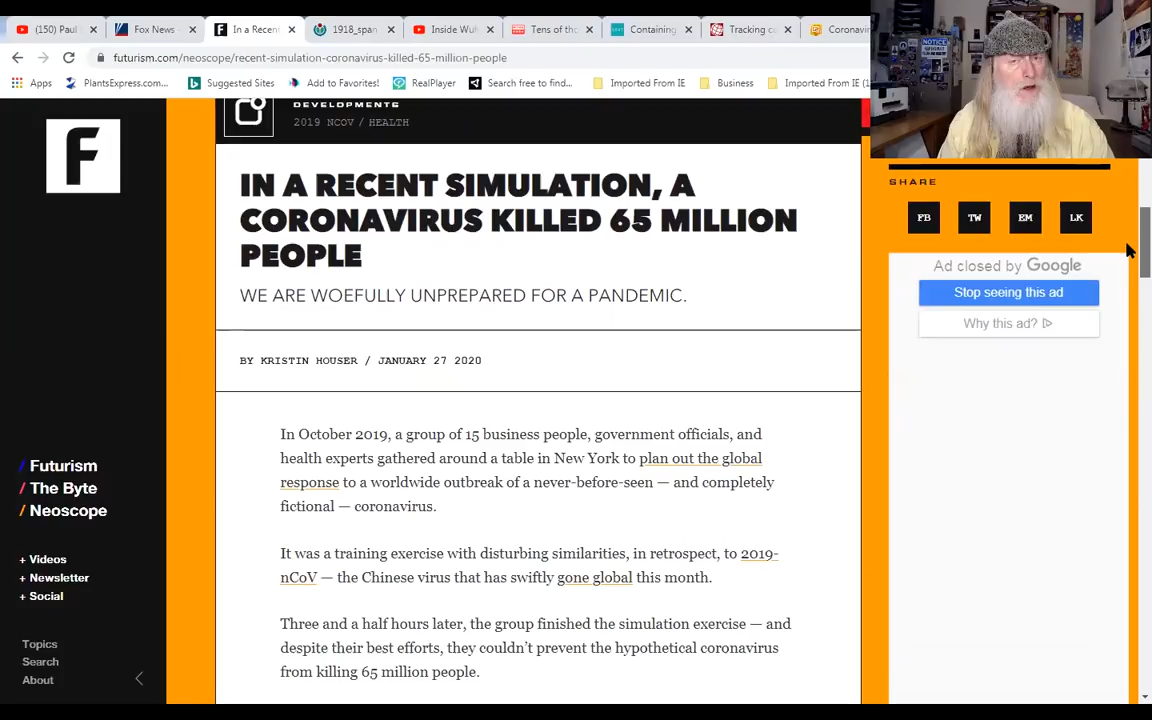 (150) Paul
Fox News -
In a Recent
1918_span
Inside Wuh
Tens of tho
Containing
Tracking co
Coronavir
futurism.com/neoscope/recent-simulation-coronavirus-killed-65-million-people
Apps
PlantsExpress.com...
Suggested Sites
Add to Favorites!
RealPlayer
Search free to find...
Imported From IE
Business
Imported From IE (1
NOTICE
F
DEVELOPMENTS
2019 NCOV / HEALTH
IN A RECENT SIMULATION, A
CORONAVIRUS KILLED 65 MILLION
PEOPLE
WE ARE WOEFULLY UNPREPARED FOR A PANDEMIC.
BY KRISTIN HOUSER / JANUARY 27 2020
In October 2019, a group of 15 business people, government officials, and
health experts gathered around a table in New York to plan out the global
response to a worldwide outbreak of a never-before-seen — and completely
fictional — coronavirus.
It was a training exercise with disturbing similarities, in retrospect, to 2019-
nCoV — the Chinese virus that has swiftly gone global this month.
Three and a half hours later, the group finished the simulation exercise — and
despite their best efforts, they couldn't prevent the hypothetical coronavirus
from killing 65 million people.
/ Futurism
/ The Byte
/ Neoscope
+ Videos
+ Newsletter
+ Social
Topics
Search
About
SHARE
FB TW EM LK
Ad closed by Google
Stop seeing this ad
Why this ad?